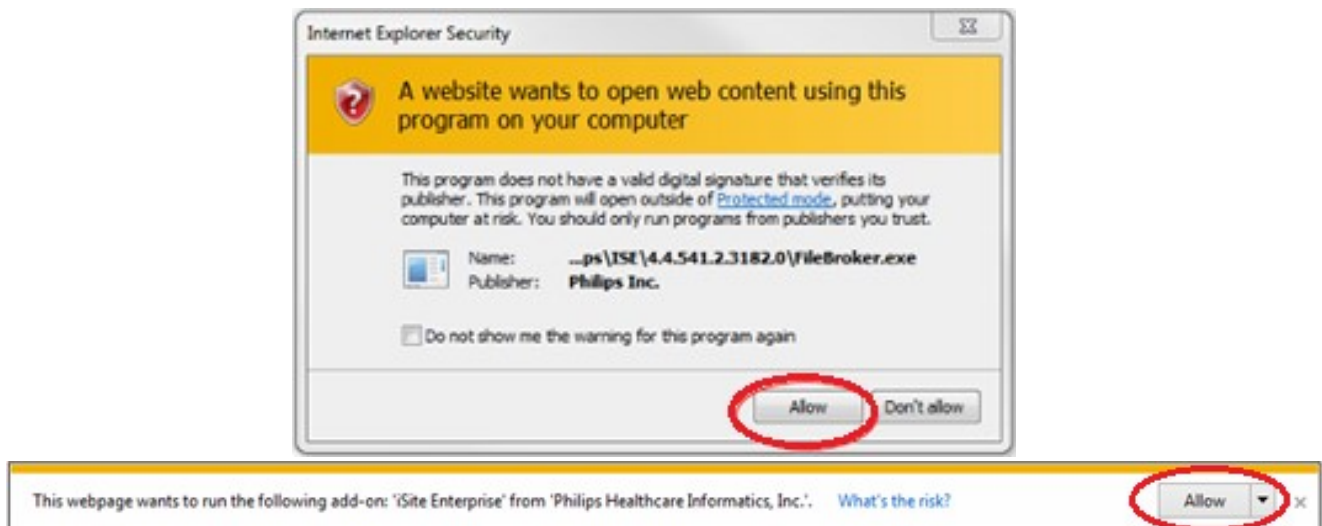 Internet Explorer Security
A website wants to open web content using this
program on your computer
This program does not have a valid digital signature that verifies its
publisher. This program will open outside of Protected mode, putting your
computer at risk. You should only run programs from publishers you trust.
Name: ...ps\ISE\4.4.541.2.3182.0\FileBroker.exe
Publisher: Philips Inc.
Do not show me the warning for this program again
Allow Don't allow
This webpage wants to run the following add-on: 'iSite Enterprise' from 'Philips Healthcare Informatics, Inc.'. What's the risk? Allow